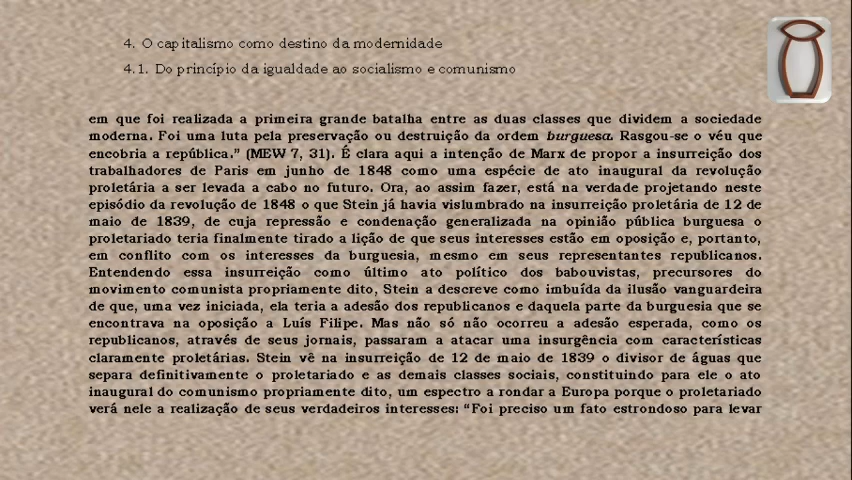 4. O capitalismo como destino da modernidade
4.1. Do princípio da igualdade ao socialismo e comunismo
em que foi realizada a primeira grande batalha entre as duas classes que dividem a sociedade
moderna. Foi uma luta pela preservação ou destruição da ordem burguesa. Rasgou-se o véu que
encobria a república.” (MEW 7, 31). É clara aqui a intenção de Marx de propor a insurreição dos
trabalhadores de Paris em junho de 1848 como uma espécie de ato inaugural da revolução
proletária a ser levada a cabo no futuro. Ora, ao assim fazer, está na verdade projetando neste
episódio da revolução de 1848 o que Stein já havia vislumbrado na insurreição proletária de 12 de
maio de 1839, de cuja repressão e condenação generalizada na opinião pública burguesa o
proletariado teria finalmente tirado a lição de que seus interesses estão em oposição e, portanto,
em conflito com os interesses da burguesia, mesmo em seus representantes republicanos.
Entendendo essa insurreição como último ato político dos babouvistas, precursores do
movimento comunista propriamente dito, Stein a descreve como imbuída da ilusão vanguardeira
de que, uma vez iniciada, ela teria a adesão dos republicanos e daquela parte da burguesia que se
encontrava na oposição a Luís Filipe. Mas não só não ocorreu a adesão esperada, como os
republicanos, através de seus jornais, passaram a atacar uma insurgência com características
claramente proletárias. Stein vê na insurreição de 12 de maio de 1839 o divisor de águas que
separa definitivamente o proletariado e as demais classes sociais, constituindo para ele o ato
inaugural do comunismo propriamente dito, um espectro a rondar a Europa porque o proletariado
verá nele a realização de seus verdadeiros interesses: “Foi preciso um fato estrondoso para levar